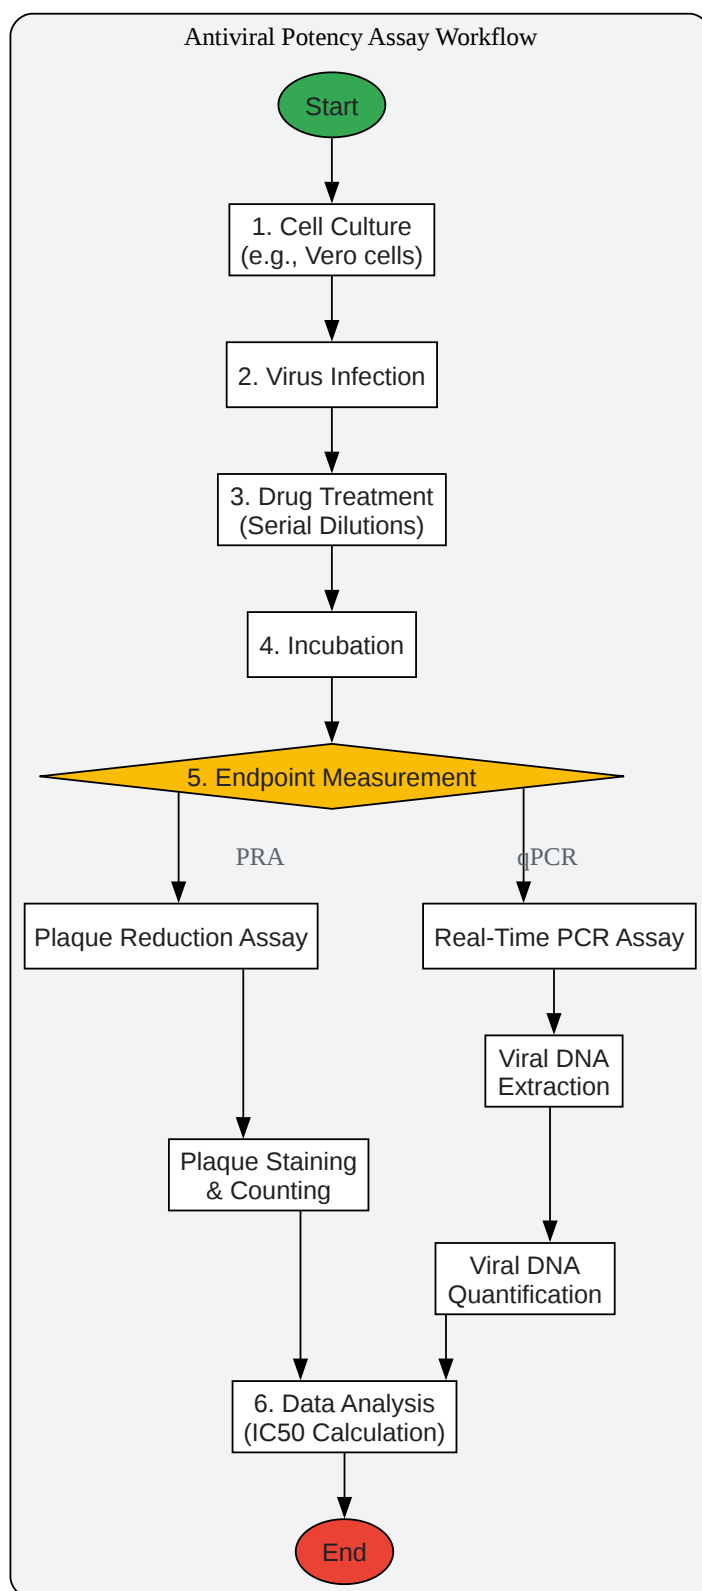 Antiviral Potency Assay Workflow
Start
1. Cell Culture
(e.g., Vero cells)
2. Virus Infection
3. Drug Treatment
(Serial Dilutions)
4. Incubation
5. Endpoint Measurement
PRA
qPCR
Plaque Reduction Assay
Real-Time PCR Assay
Viral DNA
Extraction
Plaque Staining
& Counting
Viral DNA
Quantification
6. Data Analysis
(IC50 Calculation)
End